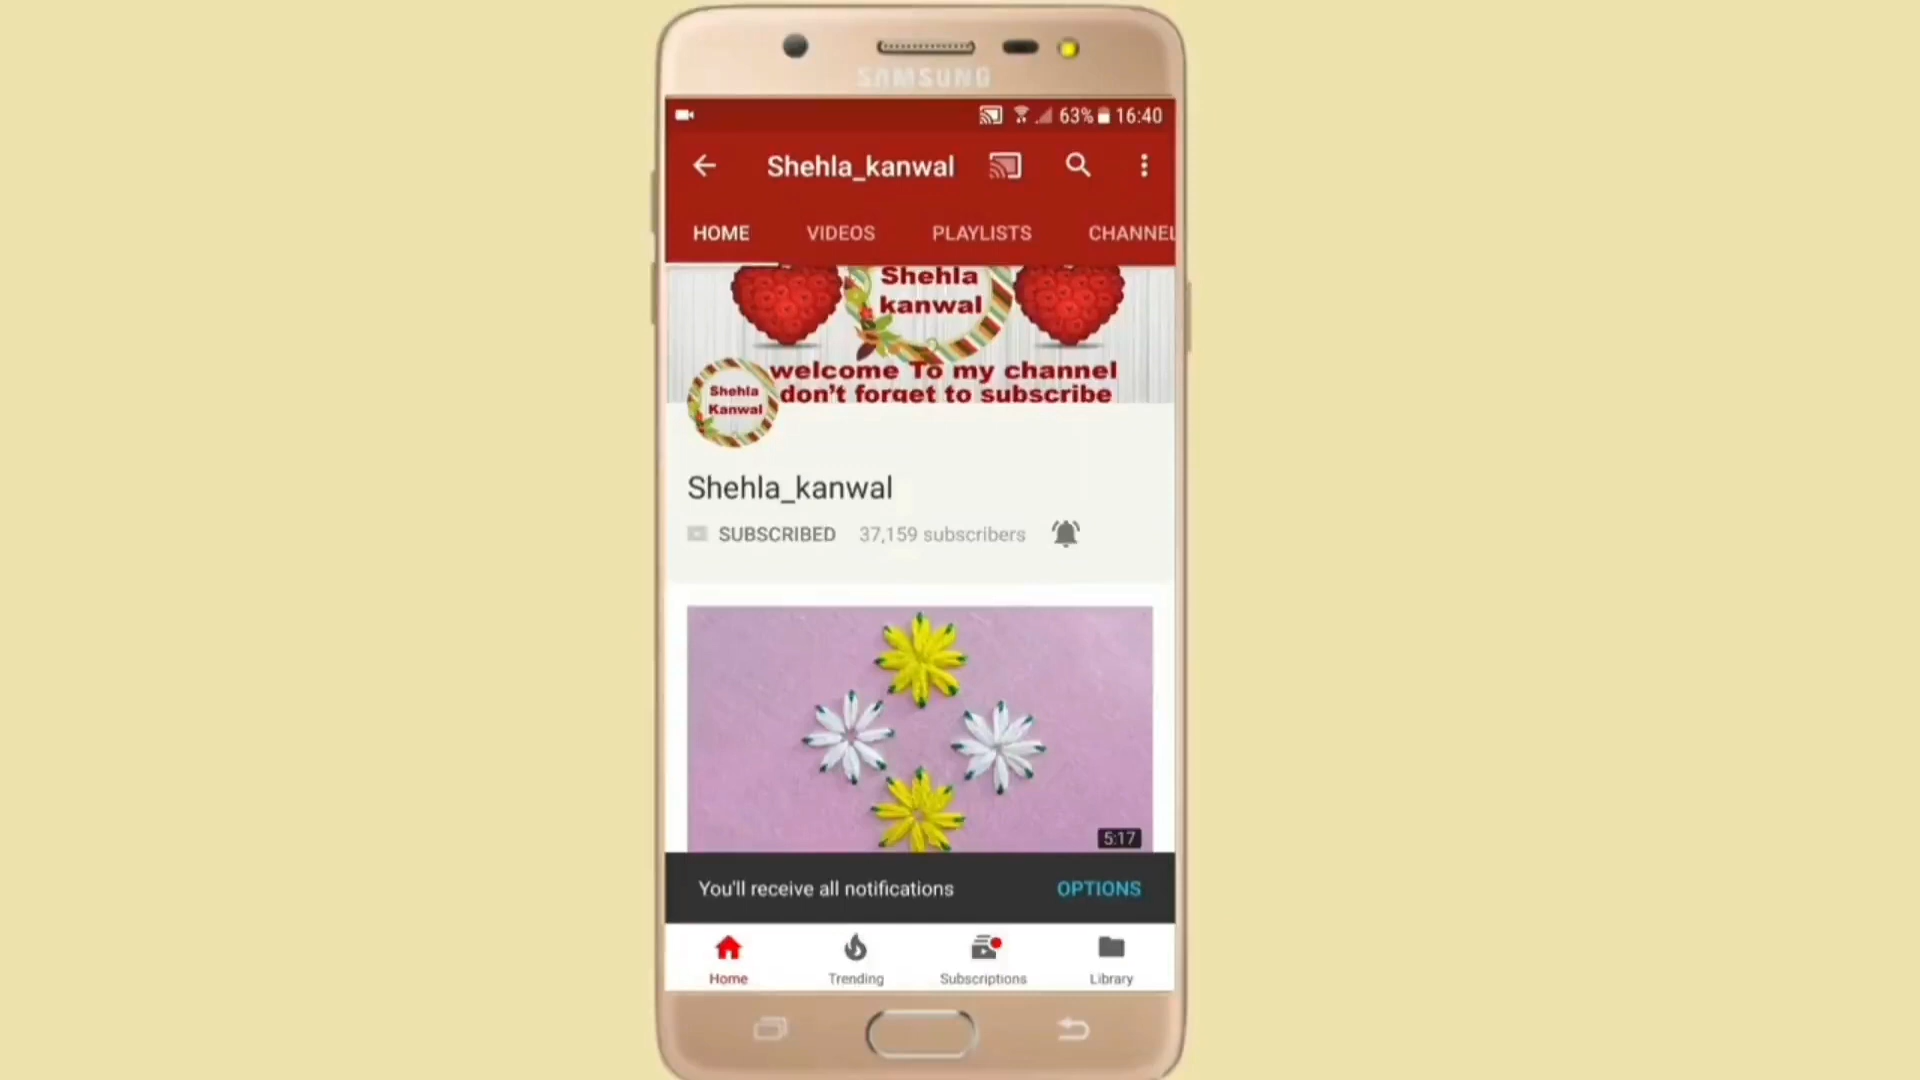 SAMSUNG
63% 16:40
Shehla_kanwal
HOME VIDEOS PLAYLISTS CHANNEL
Shehla
kanwal
welcome To my channel
don't forget to subscribe
Shehla
Kanwal
Shehla_kanwal
SUBSCRIBED 37,159 subscribers
5:17
You'll receive all notifications OPTIONS
Home Trending Subscriptions Library